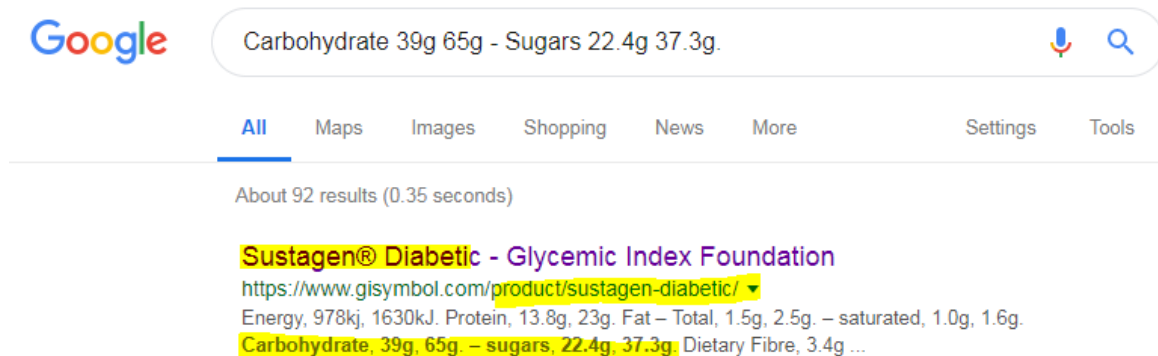 Google Carbohydrate 39g 65g - Sugars 22.4g 37.3g.
All Maps Images Shopping News More Settings Tools
About 92 results (0.35 seconds)
Sustagen® Diabetic - Glycemic Index Foundation
https://www.gisymbol.com/product/sustagen-diabetic/
Energy, 978kj, 1630kJ. Protein, 13.8g, 23g. Fat – Total, 1.5g, 2.5g. – saturated, 1.0g, 1.6g.
Carbohydrate, 39g, 65g. – sugars, 22.4g, 37.3g. Dietary Fibre, 3.4g ...